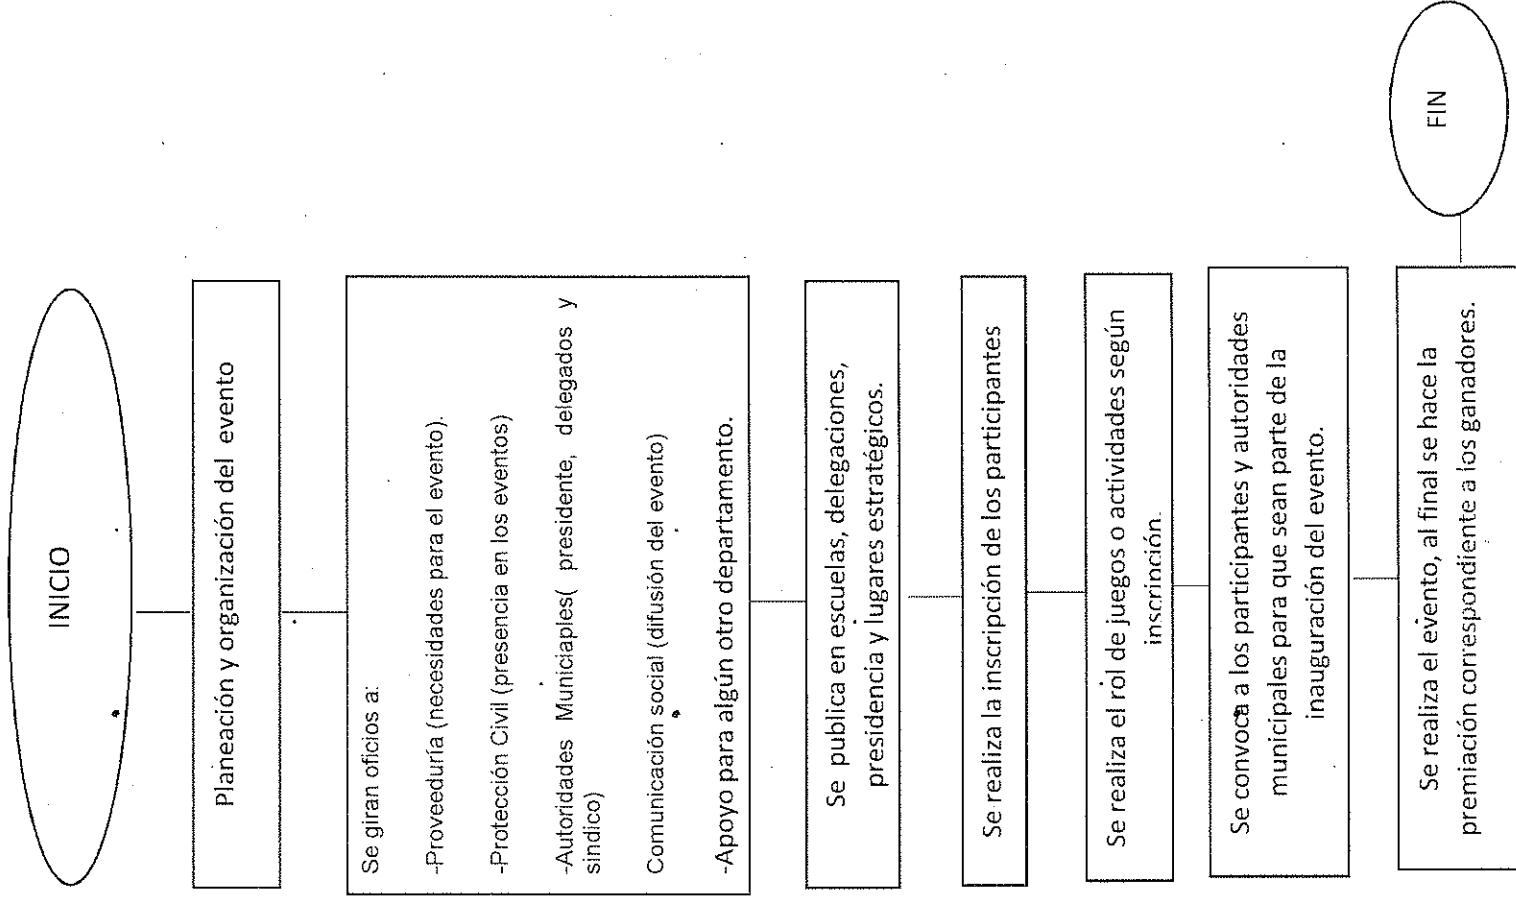 INICIO
Planeación y organización del evento
Se giran oficios a:
-Proveeduría (necesidades para el evento).
-Protección Civil (presencia en los eventos)
-Autoridades Municiaples( presidente, delegados y
sindico)
Comunicación social (difusión del evento)
-Apoyo para algún otro departamento.
Se publica en escuelas, delegaciones,
presidencia y lugares estratégicos.
Se realiza la inscripción de los participantes
Se realiza el rol de juegos o actividades según
inscripción.
Se convoca a los participantes y autoridades
municipales para que sean parte de la
inauguración del evento.
Se realiza el evento, al final se hace la
premiación correspondiente a los ganadores.
FIN